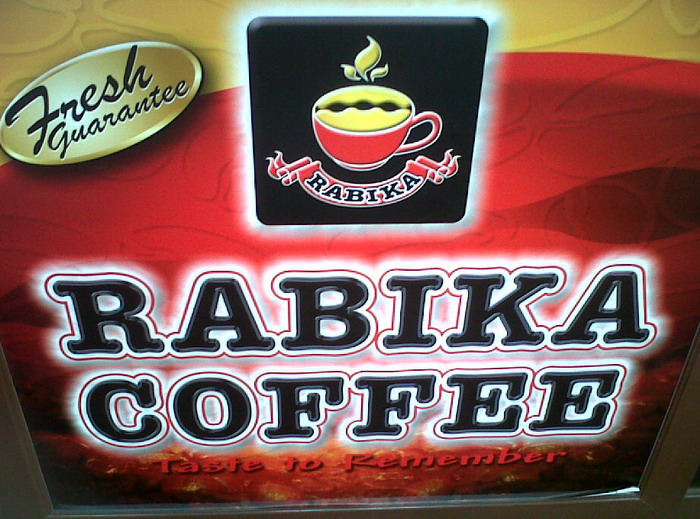 Fresh
Guarantee
RABIKA
RABIKA
COFFEE
Taste to Remember